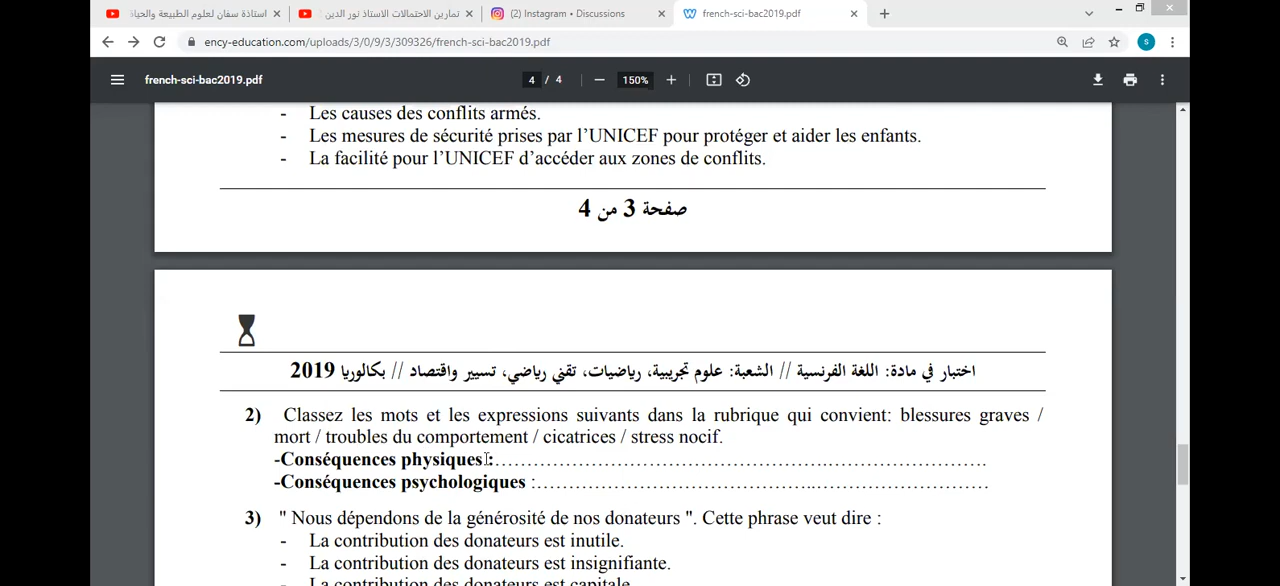 استاذة سفان لعلوم الطبيعة والحياة
تمارين الاحتمالات الاستاذ نور الدين
(2) Instagram • Discussions
french-sci-bac2019.pdf
ency-education.com/uploads/3/0/9/3/309326/french-sci-bac2019.pdf
s
french-sci-bac2019.pdf
4 / 4
150%
- Les causes des conflits armés.
- Les mesures de sécurité prises par l’UNICEF pour protéger et aider les enfants.
- La facilité pour l’UNICEF d’accéder aux zones de conflits.
صفحة 3 من 4
اختبار في مادة: اللغة الفرنسية // الشعبة: علوم تجريبية، رياضيات، تقني رياضي، تسيير واقتصاد // بكالوريا 2019
2) Classez les mots et les expressions suivants dans la rubrique qui convient: blessures graves /
mort / troubles du comportement / cicatrices / stress nocif.
-Conséquences physiques :……………………………………………..…………………….
-Conséquences psychologiques :……………………………………..………………………
3) " Nous dépendons de la générosité de nos donateurs ". Cette phrase veut dire :
- La contribution des donateurs est inutile.
- La contribution des donateurs est insignifiante.
- La contribution des donateurs est capitale.